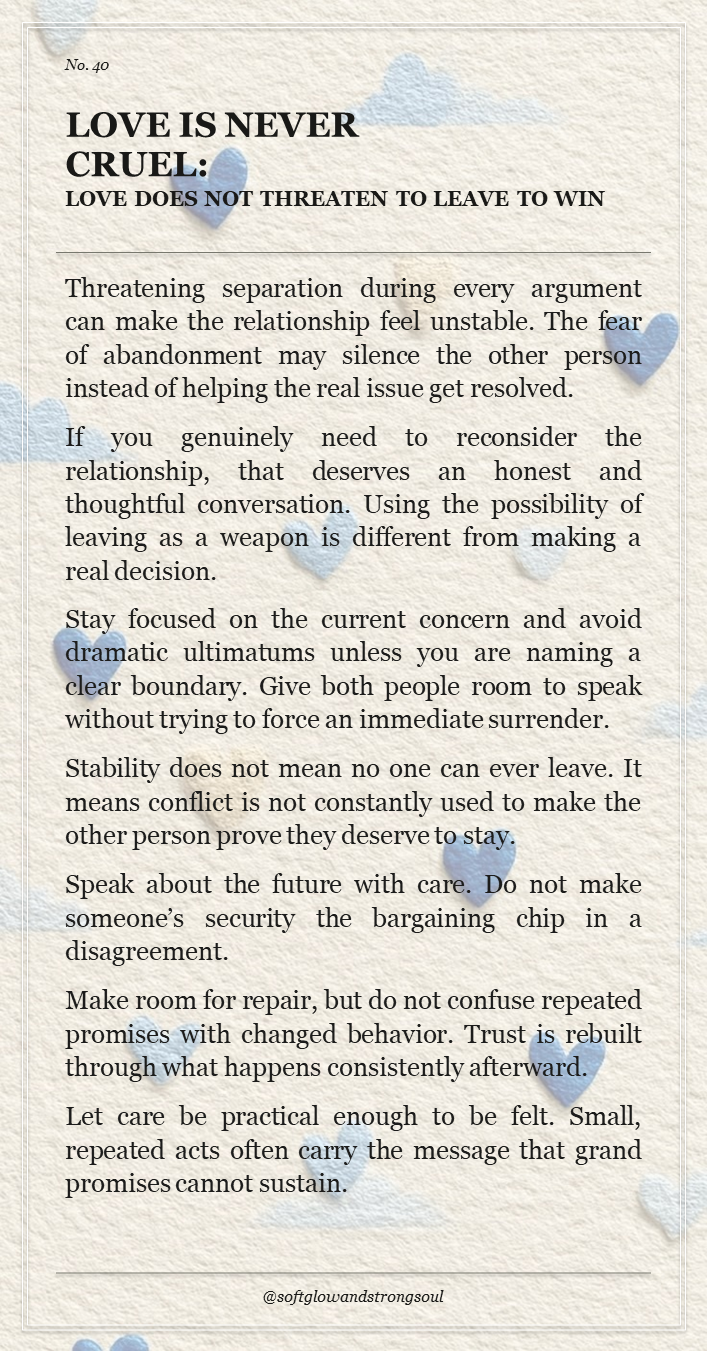 No. 40
LOVE IS NEVER
CRUEL:
LOVE DOES NOT THREATEN TO LEAVE TO WIN
Threatening separation during every argument
can make the relationship feel unstable. The fear
of abandonment may silence the other person
instead of helping the real issue get resolved.
If you genuinely need to reconsider the
relationship, that deserves an honest and
thoughtful conversation. Using the possibility of
leaving as a weapon is different from making a
real decision.
Stay focused on the current concern and avoid
dramatic ultimatums unless you are naming a
clear boundary. Give both people room to speak
without trying to force an immediate surrender.
Stability does not mean no one can ever leave. It
means conflict is not constantly used to make the
other person prove they deserve to stay.
Speak about the future with care. Do not make
someone’s security the bargaining chip in a
disagreement.
Make room for repair, but do not confuse repeated
promises with changed behavior. Trust is rebuilt
through what happens consistently afterward.
Let care be practical enough to be felt. Small,
repeated acts often carry the message that grand
promises cannot sustain.
@softglowandstrongsoul